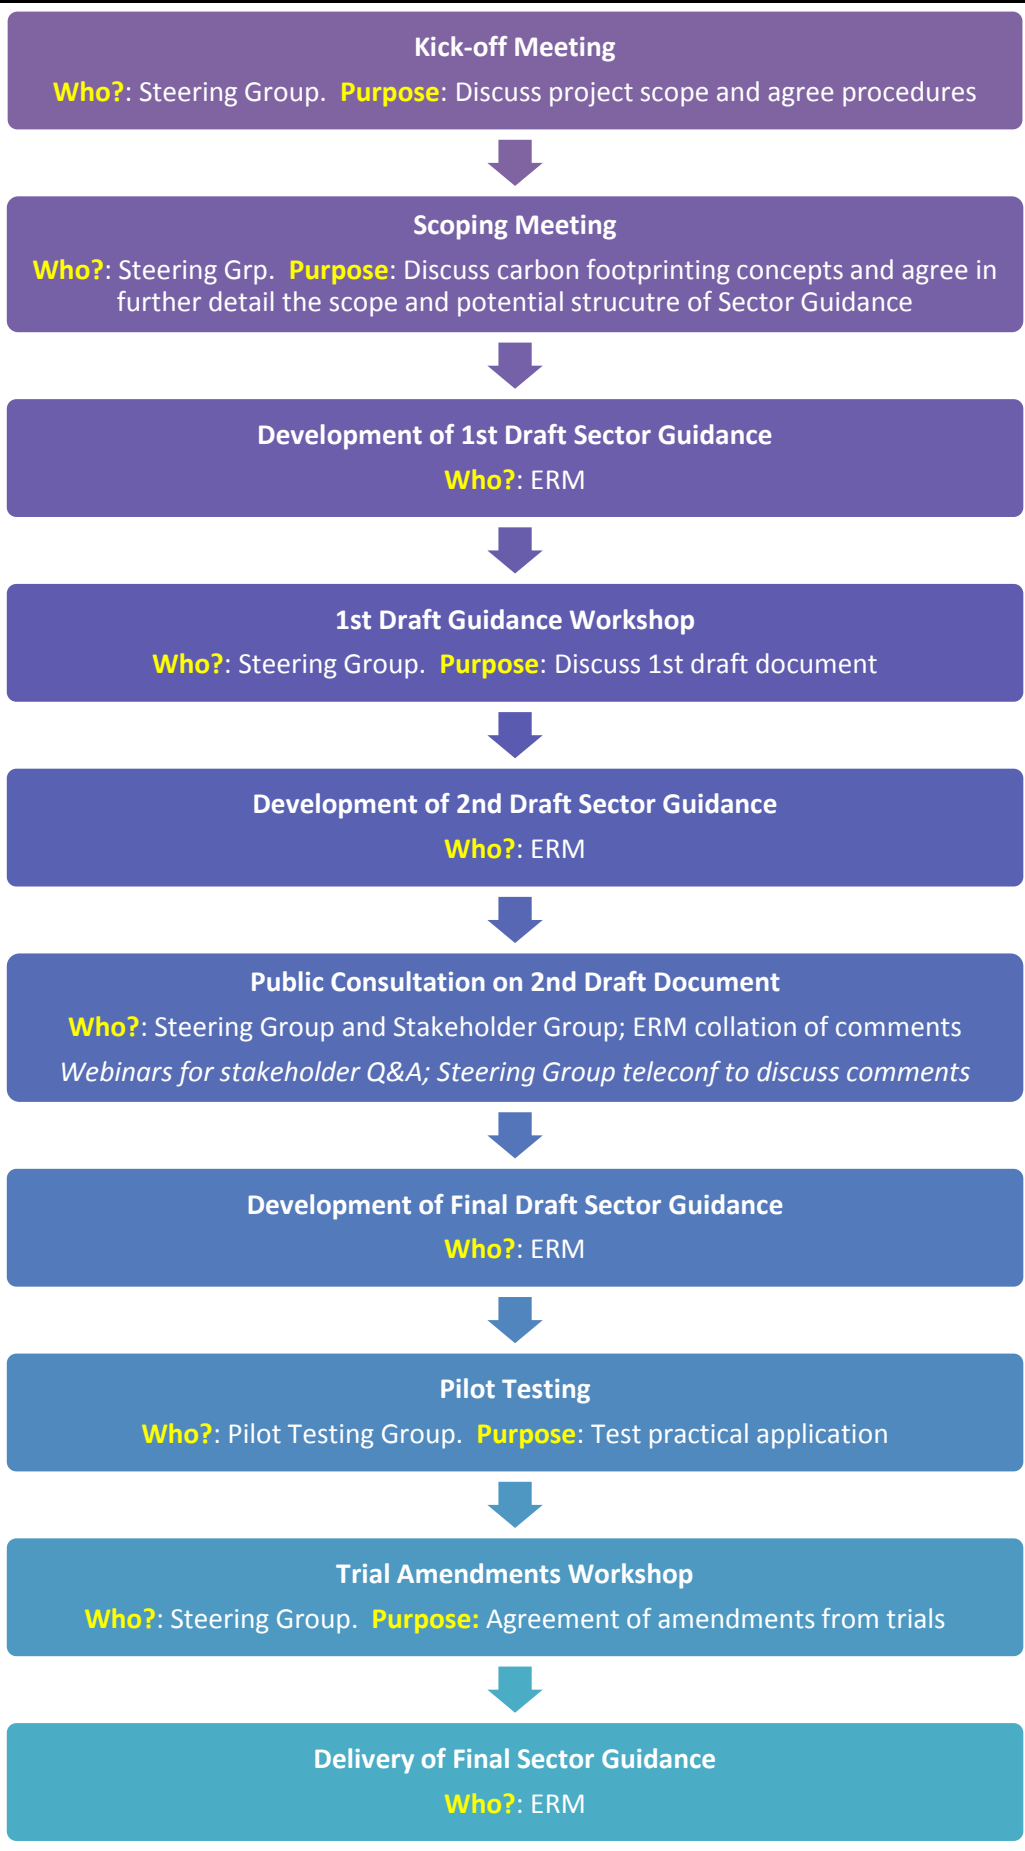 Kick-off Meeting
Who?: Steering Group.  Purpose: Discuss project scope and agree procedures
Scoping Meeting
Who?: Steering Grp.  Purpose: Discuss carbon footprinting concepts and agree in
further detail the scope and potential strucutre of Sector Guidance
Development of 1st Draft Sector Guidance
Who?: ERM
1st Draft Guidance Workshop
Who?: Steering Group.  Purpose: Discuss 1st draft document
Development of 2nd Draft Sector Guidance
Who?: ERM
Public Consultation on 2nd Draft Document
Who?: Steering Group and Stakeholder Group; ERM collation of comments
Webinars for stakeholder Q&A; Steering Group teleconf to discuss comments
Development of Final Draft Sector Guidance
Who?: ERM
Pilot Testing
Who?: Pilot Testing Group.  Purpose: Test practical application
Trial Amendments Workshop
Who?: Steering Group.  Purpose: Agreement of amendments from trials
Delivery of Final Sector Guidance
Who?: ERM